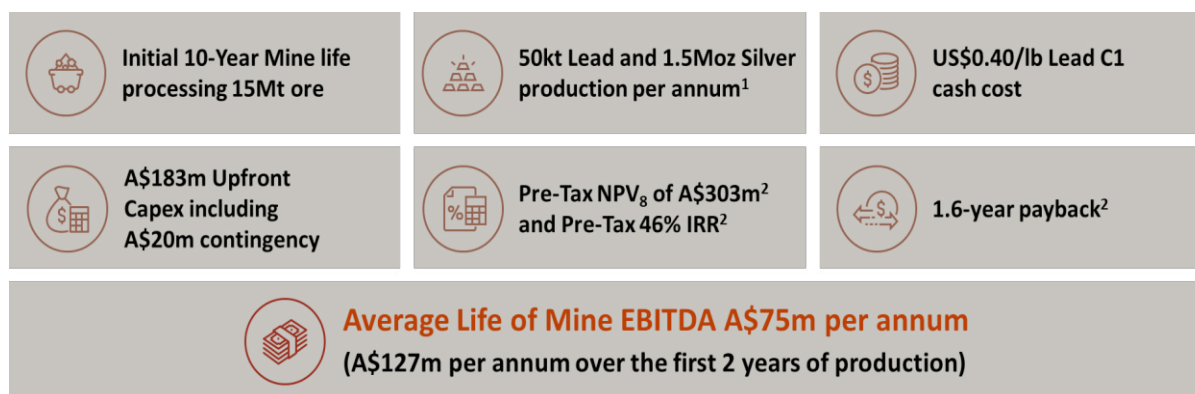 Initial 10-Year Mine life
processing 15Mt ore
50kt Lead and 1.5Moz Silver
production per annum¹
US$0.40/lb Lead C1
cash cost
A$183m Upfront
Capex including
A$20m contingency
Pre-Tax NPV₈ of A$303m²
and Pre-Tax 46% IRR²
1.6-year payback²
Average Life of Mine EBITDA A$75m per annum
(A$127m per annum over the first 2 years of production)